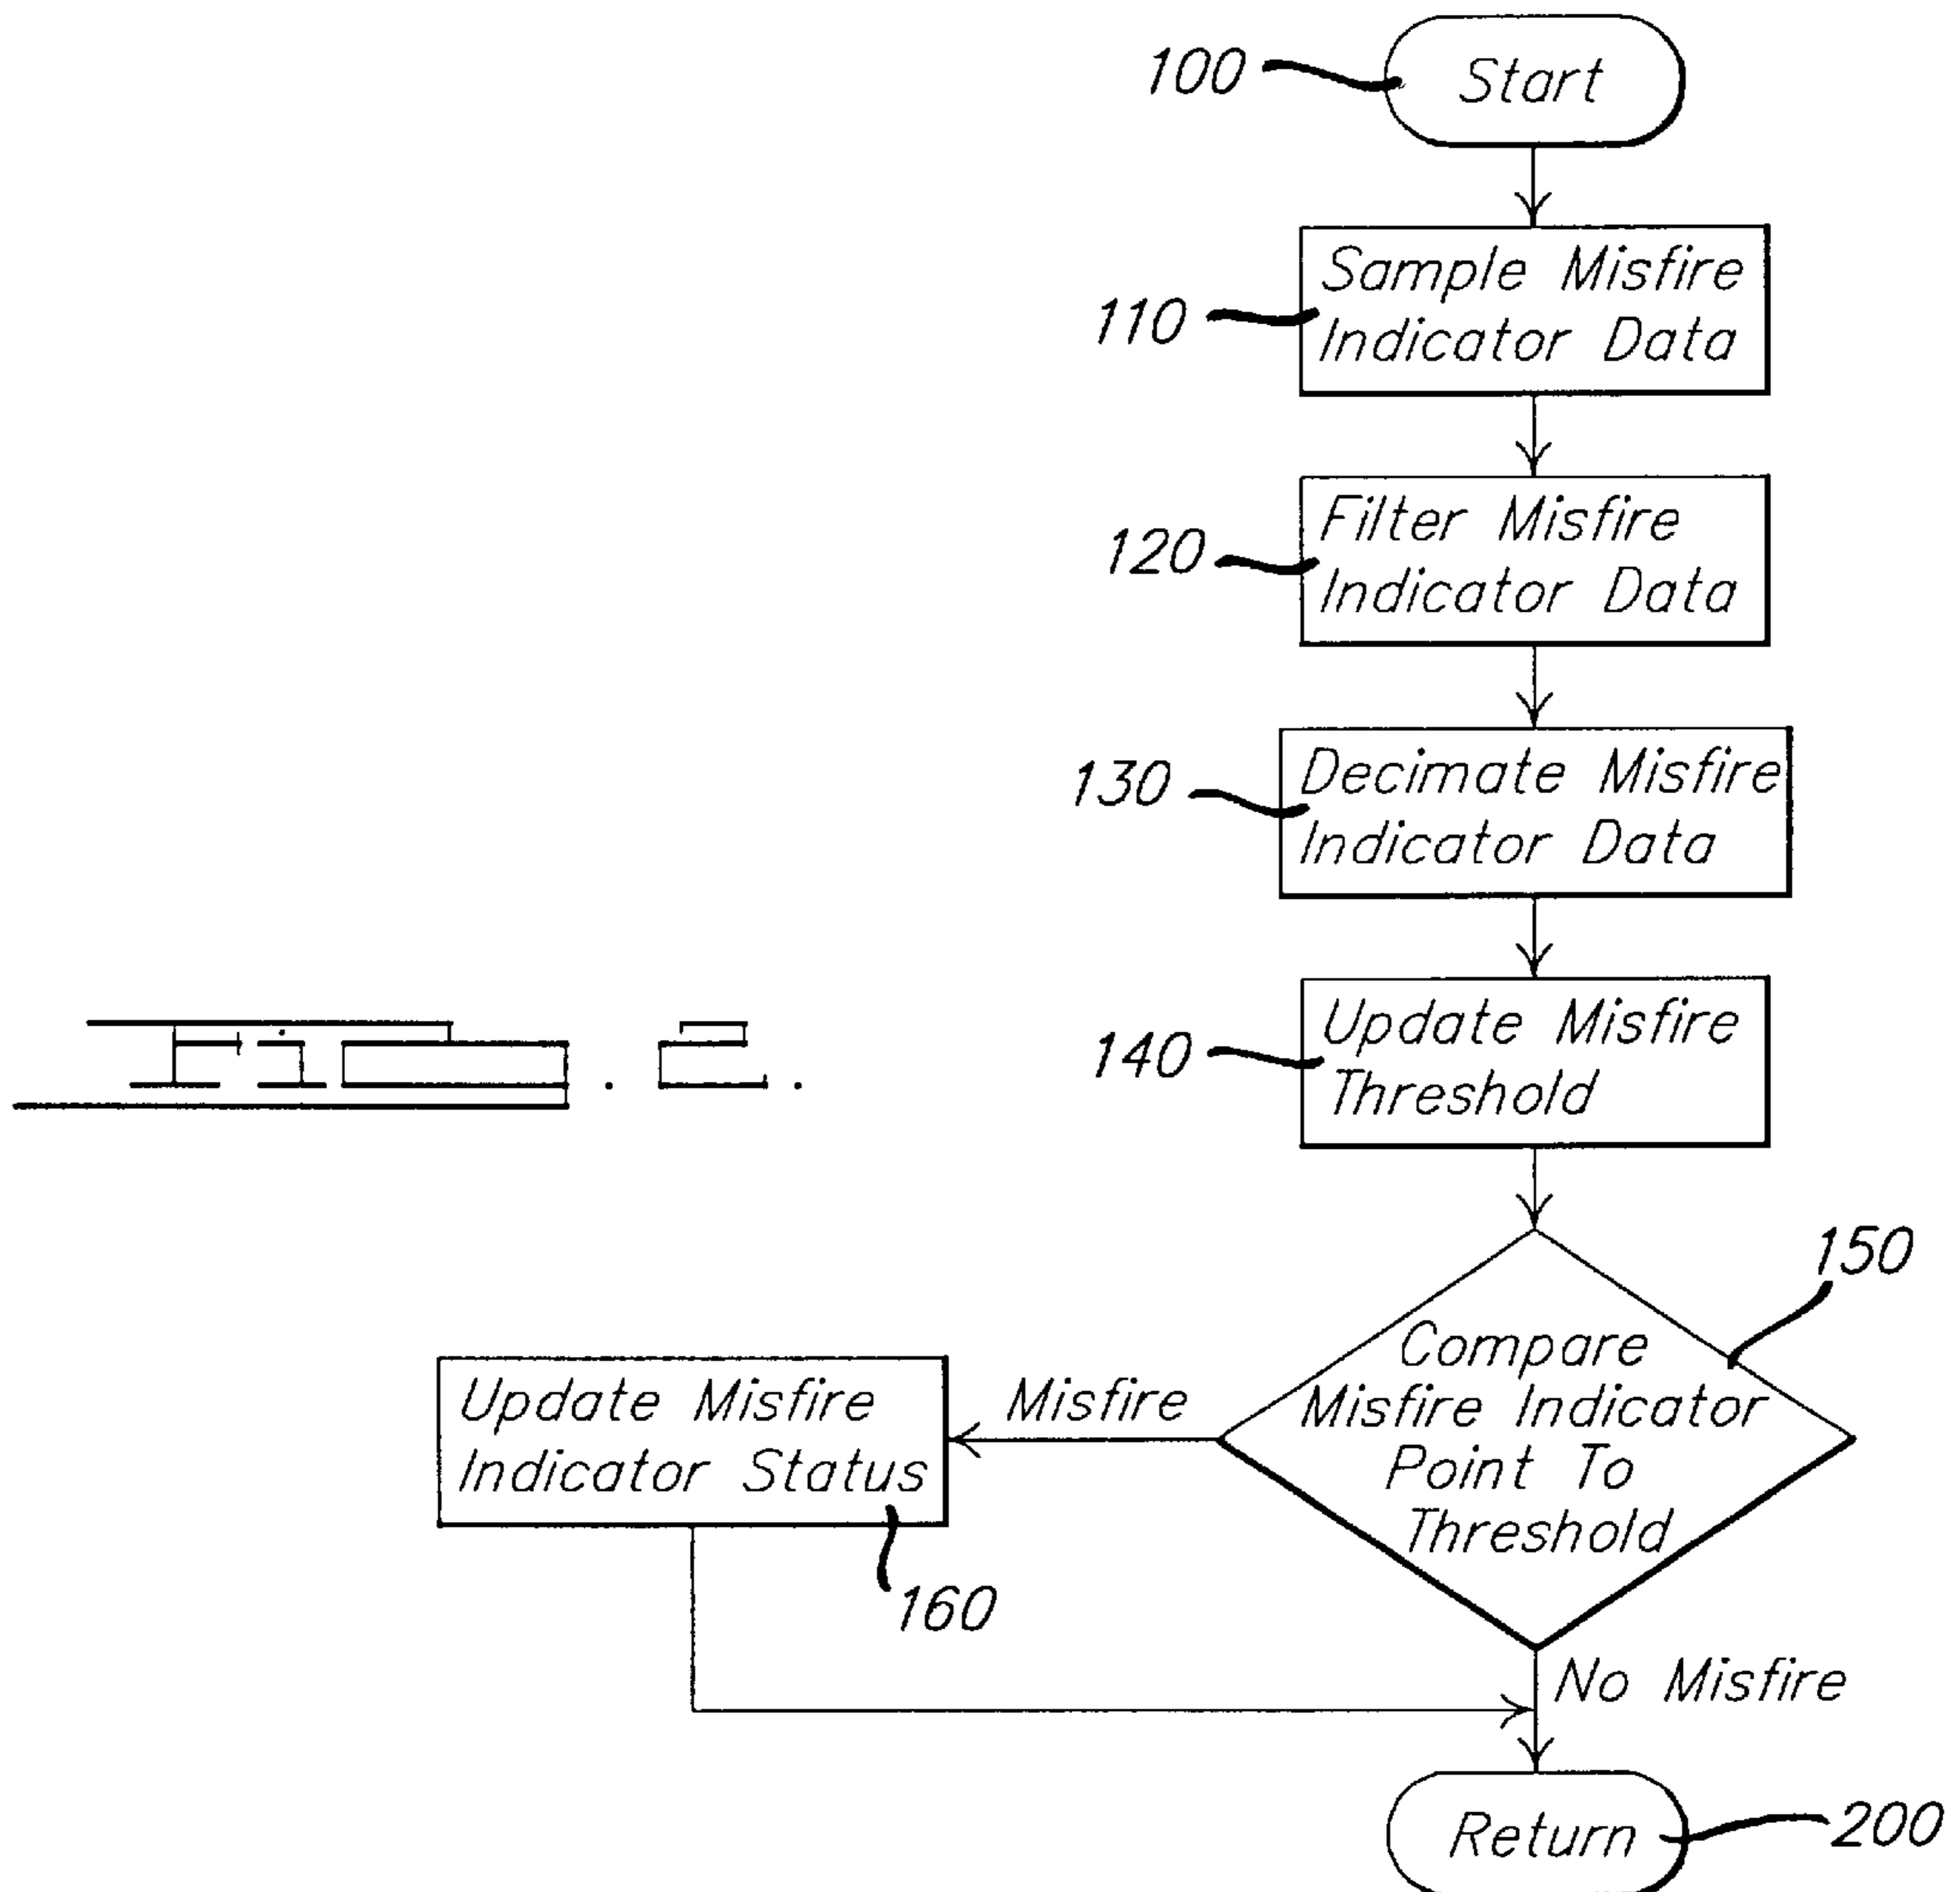 100
Start
110
Sample Misfire
Indicator Data
120
Filter Misfire
Indicator Data
130
Decimate Misfire
Indicator Data
140
Update Misfire
Threshold
150
Compare
Misfire Indicator
Point To
Threshold
Misfire
Update Misfire
Indicator Status
160
No Misfire
Return
200